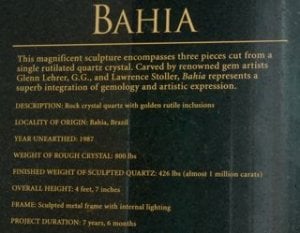 BAHIA
This magnificent sculpture encompasses three pieces cut from a
single rutilated quartz crystal. Carved by renowned gem artists
Glenn Lehrer, G.G., and Lawrence Stoller, Bahia represents a
superb integration of gemology and artistic expression.
DESCRIPTION: Rock crystal quartz with golden rutile inclusions
LOCALITY OF ORIGIN: Bahia, Brazil
YEAR UNEARTHED: 1987
WEIGHT OF ROUGH CRYSTAL: 800 lbs
FINISHED WEIGHT OF SCULPTED QUARTZ: 426 lbs (almost 1 million carats)
OVERALL HEIGHT: 4 feet, 7 inches
FRAME: Sculpted metal frame with internal lighting
PROJECT DURATION: 7 years, 6 months